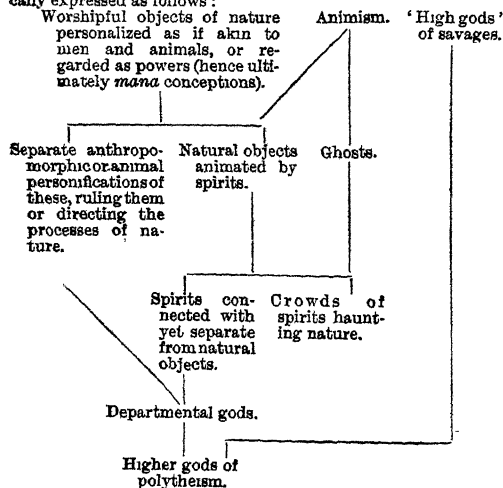 cally expressed as follows:
Worshipful objects of nature
personalized as if akin to
men and animals, or re-
garded as powers (hence ulti-
mately mana conceptions).
Animism.
'High gods'
of savages.
Separate anthropo-
morphic or animal
personifications of
these, ruling them
or directing the
processes of na-
ture.
Natural objects
animated by
spirits.
Ghosts.
Spirits con-
nected with
yet separate
from natural
objects.
Crowds of
spirits haunt-
ing nature.
Departmental gods.
Higher gods of
polytheism.